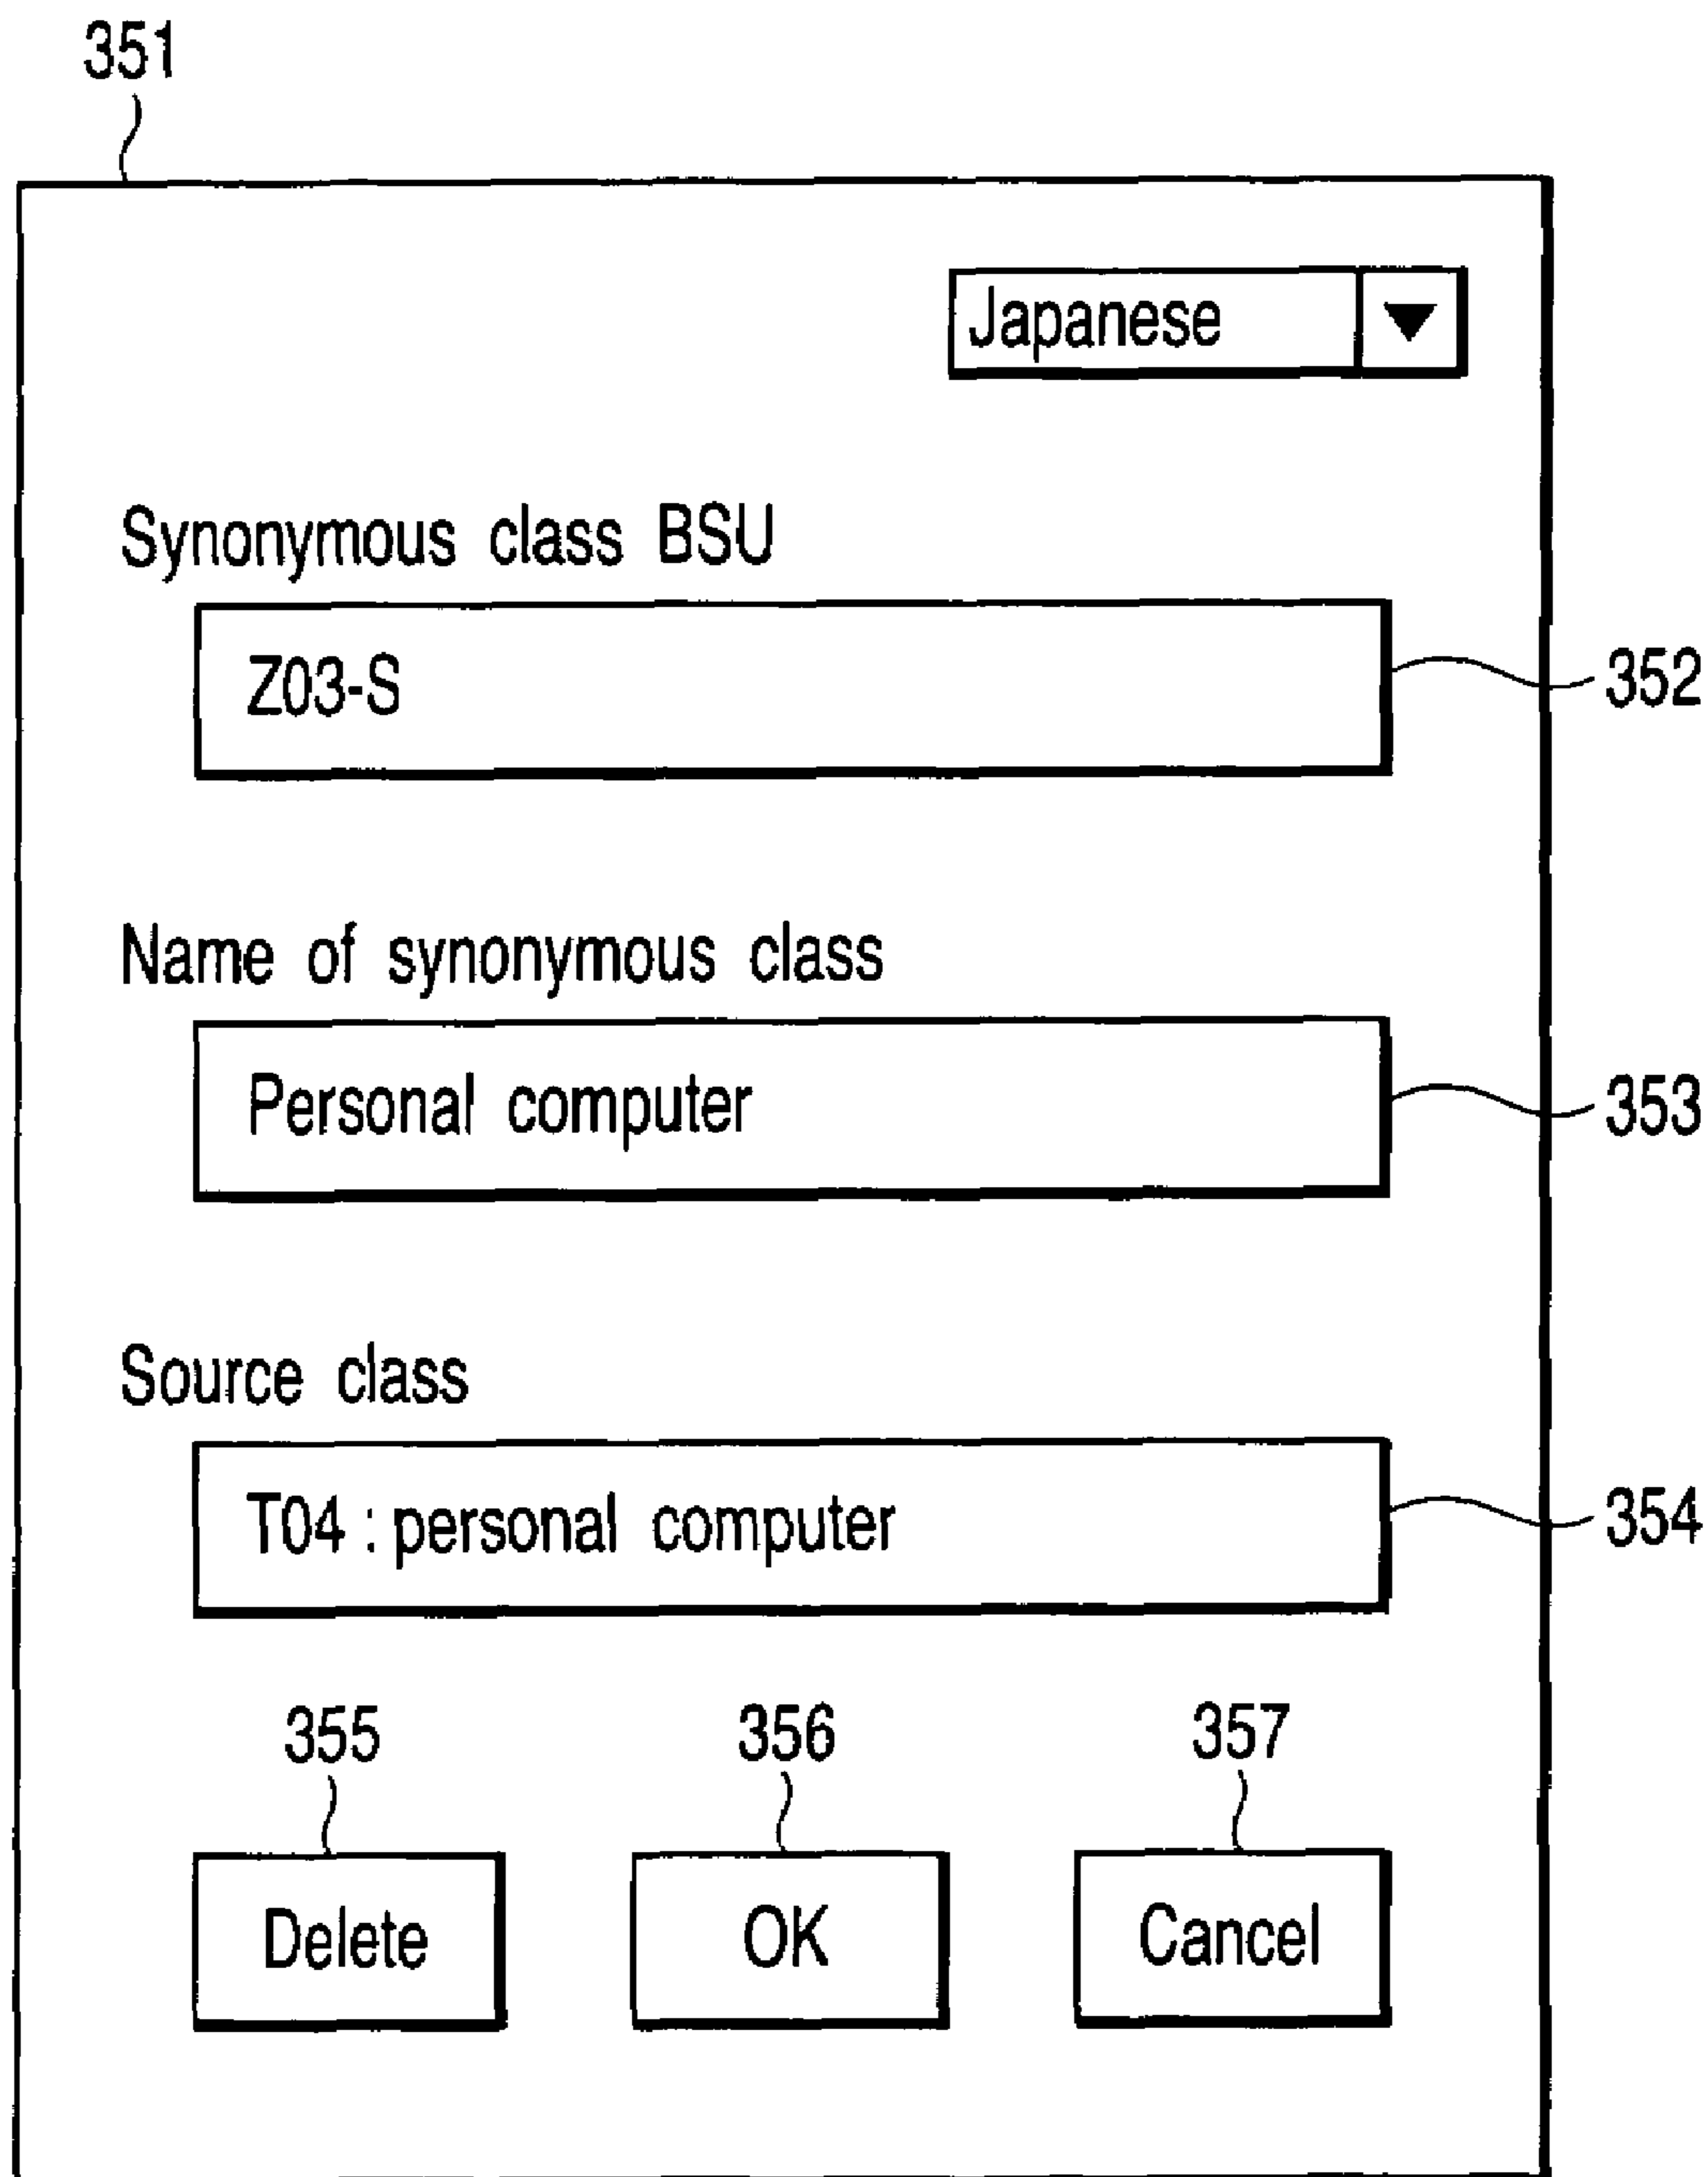 351
Japanese
Synonymous class BSU
Z03-S
352
Name of synonymous class
Personal computer
353
Source class
T04 : personal computer
354
355 356 357
Delete OK Cancel